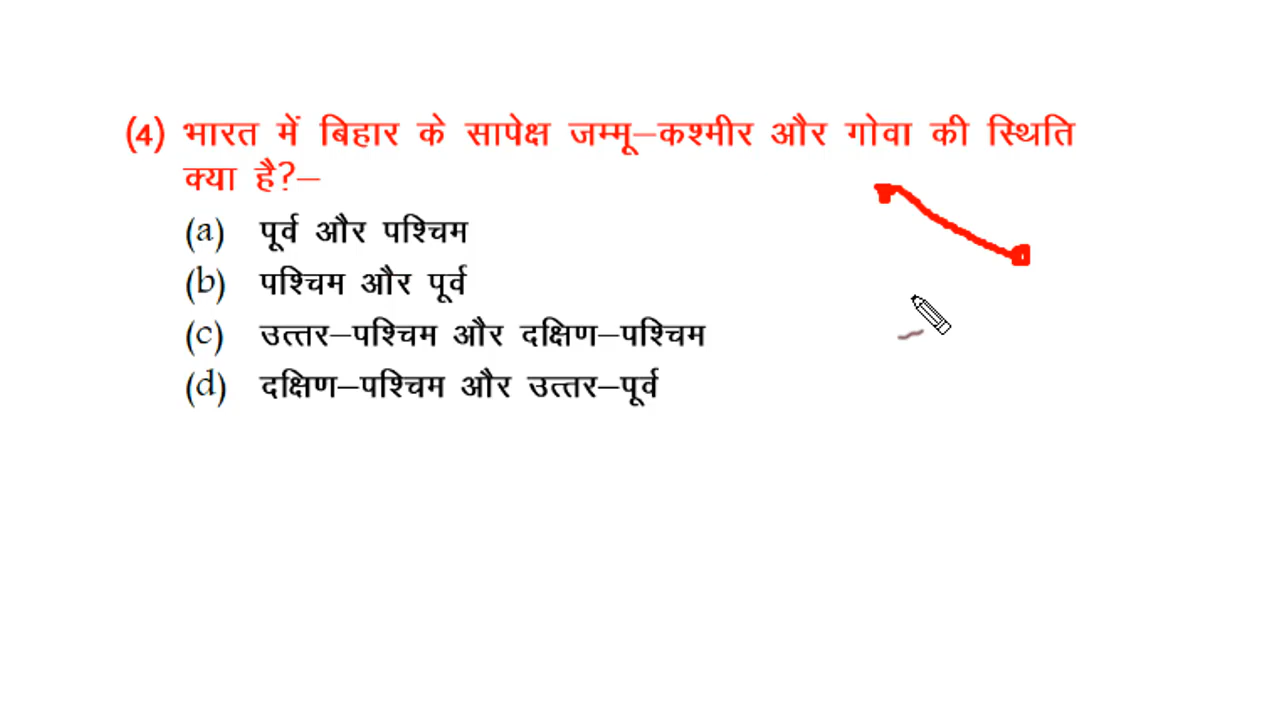 (4) भारत में बिहार के सापेक्ष जम्मू–कश्मीर और गोवा की स्थिति
क्या है?–
(a) पूर्व और पश्चिम
(b) पश्चिम और पूर्व
(c) उत्तर–पश्चिम और दक्षिण–पश्चिम
(d) दक्षिण–पश्चिम और उत्तर–पूर्व